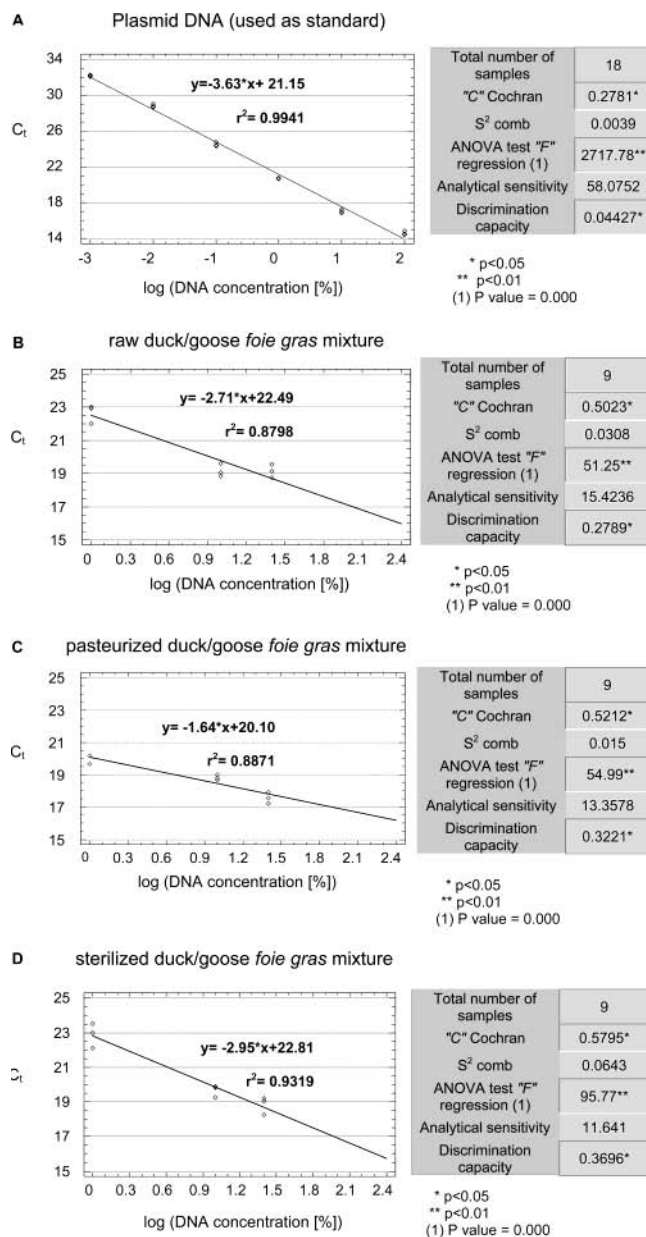 A
Plasmid DNA (used as standard)
34
30
26
22
18
14
Ct
y=-3.63*x+ 21.15
r2= 0.9941
-3 -2 -1 0 1 2
log (DNA concentration [%])
Total number of samples 18
"C" Cochran 0.2781*
S2 comb 0.0039
ANOVA test "F" regression (1) 2717.78**
Analytical sensitivity 58.0752
Discrimination capacity 0.04427*
* p<0.05
** p<0.01
(1) P value = 0.000
B
raw duck/goose foie gras mixture
25
23
21
19
17
15
Ct
y= -2.71*x+22.49
r2= 0.8798
0 0.3 0.6 0.9 1.2 1.5 1.8 2.1 2.4
log (DNA concentration [%])
Total number of samples 9
"C" Cochran 0.5023*
S2 comb 0.0308
ANOVA test "F" regression (1) 51.25**
Analytical sensitivity 15.4236
Discrimination capacity 0.2789*
* p<0.05
** p<0.01
(1) P value = 0.000
C
pasteurized duck/goose foie gras mixture
25
23
21
19
17
15
Ct
y= -1.64*x+20.10
r2= 0.8871
0 0.3 0.6 0.9 1.2 1.5 1.8 2.1 2.4
log (DNA concentration [%])
Total number of samples 9
"C" Cochran 0.5212*
S2 comb 0.015
ANOVA test "F" regression (1) 54.99**
Analytical sensitivity 13.3578
Discrimination capacity 0.3221*
* p<0.05
** p<0.01
(1) P value = 0.000
D
sterilized duck/goose foie gras mixture
25
23
21
19
17
15
Ct
y= -2.95*x+22.81
r2= 0.9319
0 0.3 0.6 0.9 1.2 1.5 1.8 2.1 2.4
log (DNA concentration [%])
Total number of samples 9
"C" Cochran 0.5795*
S2 comb 0.0643
ANOVA test "F" regression (1) 95.77**
Analytical sensitivity 11.641
Discrimination capacity 0.3696*
* p<0.05
** p<0.01
(1) P value = 0.000